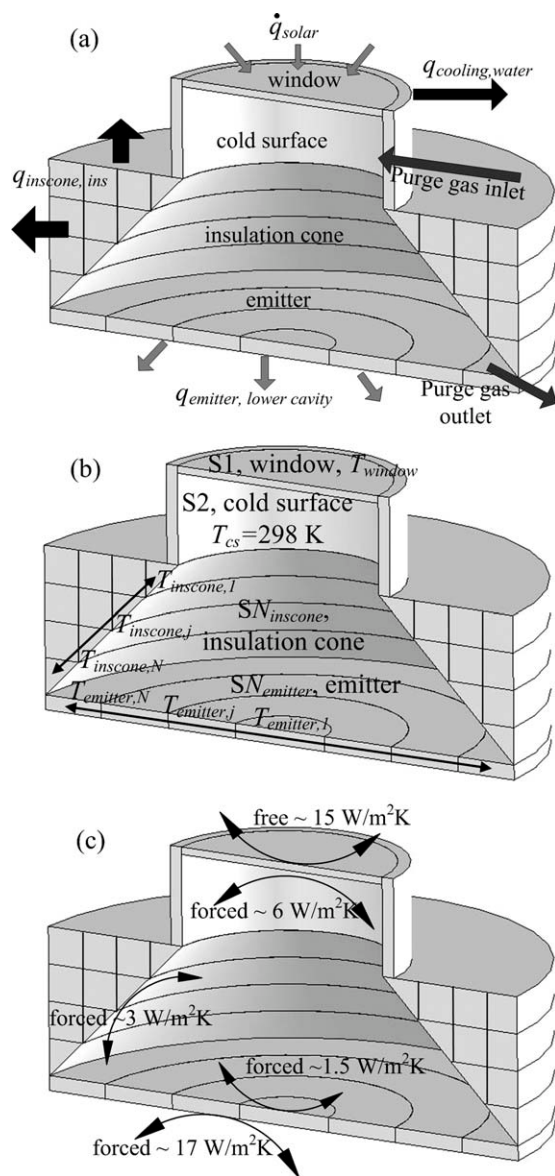 (a)
q̇solar
window
qcooling,water
cold surface
Purge gas inlet
qinscone, ins
insulation cone
emitter
qemitter, lower cavity
Purge gas
outlet
(b)
S1, window, Twindow
S2, cold surface
Tcs=298 K
Tinscone,1
Tinscone,j
SNinscone,
insulation cone
Tinscone,N
SNemitter, emitter
Temitter,N
Temitter,j
Temitter,1
(c)
free ~ 15 W/m²K
forced ~ 6 W/m²K
forced ~3 W/m²K
forced ~1.5 W/m²K
forced ~ 17 W/m²K